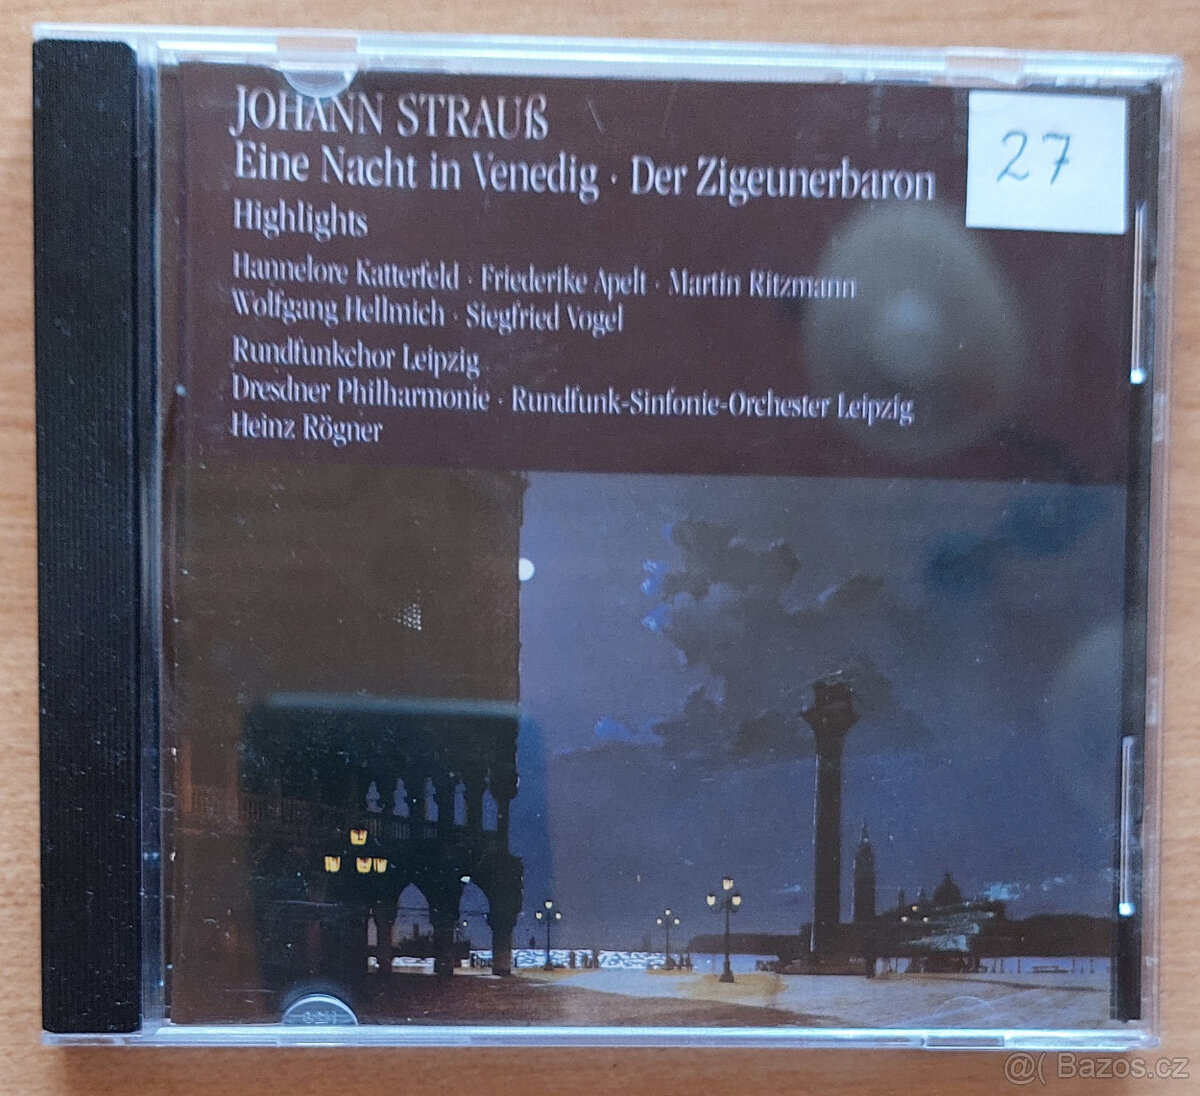 JOHANN STRAUß
Eine Nacht in Venedig · Der Zigeunerbaron
Highlights
27
Hannelore Katterfeld · Friederike Apelt · Martin Ritzmann
Wolfgang Hellmich · Siegfried Vogel
Rundfunkchor Leipzig
Dresdner Philharmonie · Rundfunk-Sinfonie-Orchester Leipzig
Heinz Rögner
@( Bazos.cz